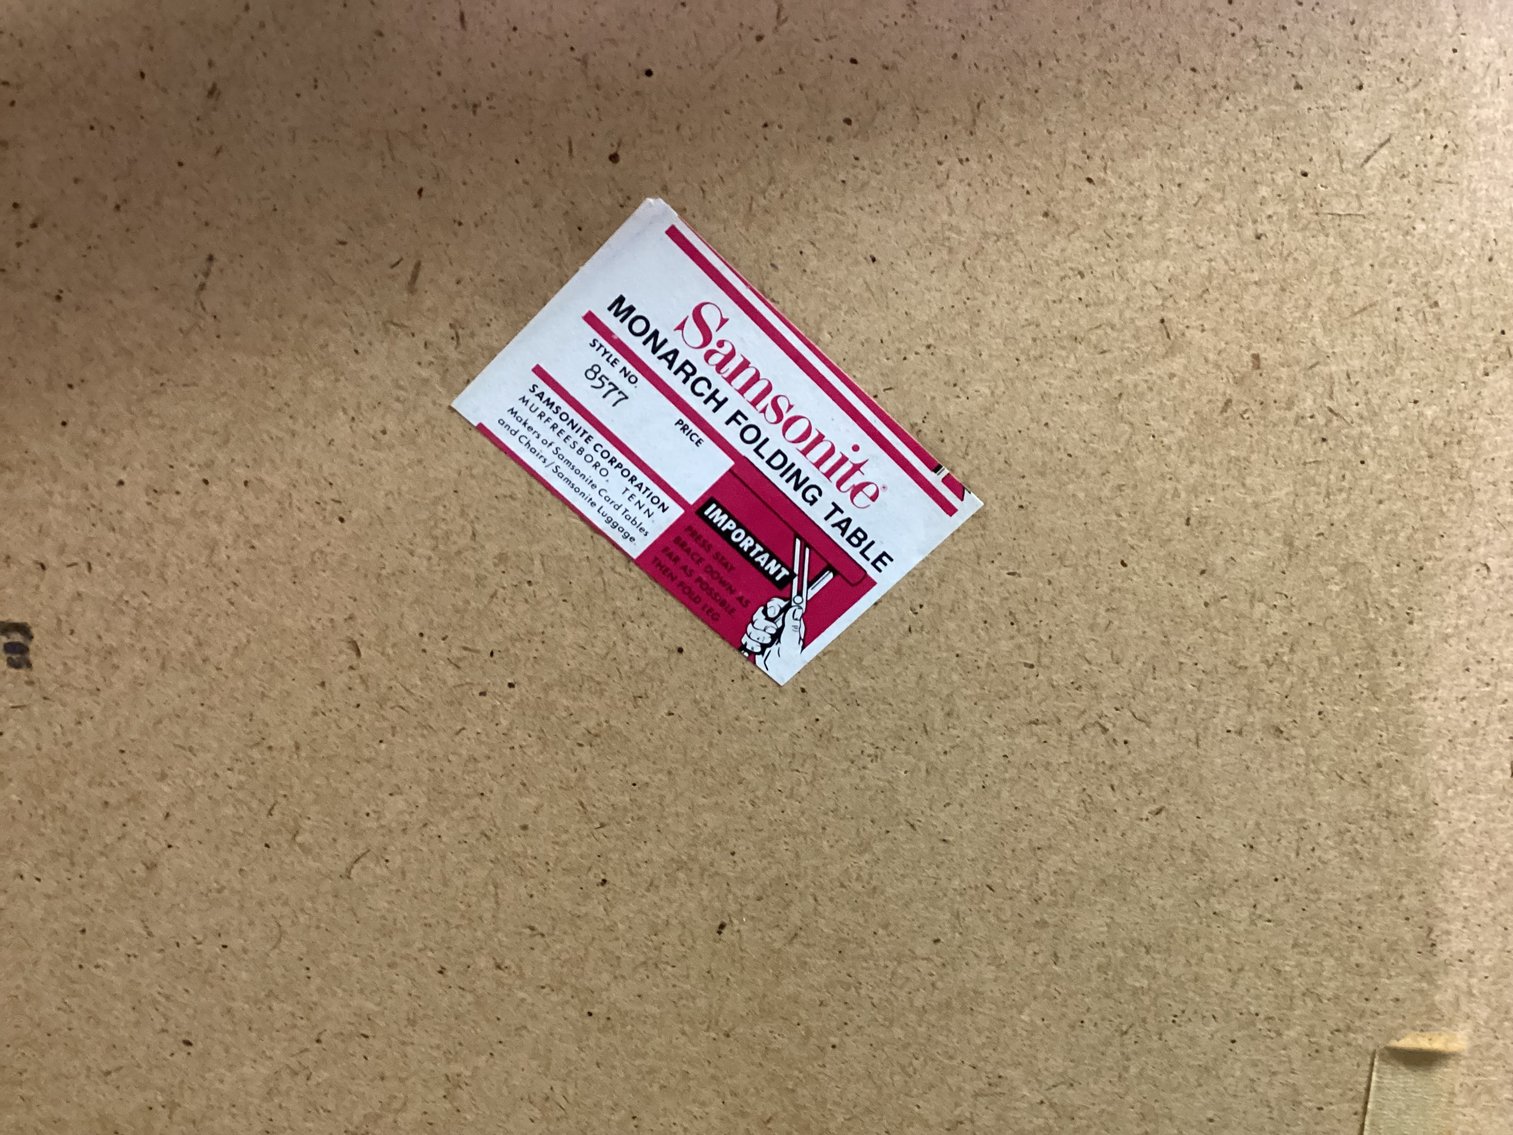 Samsonite
MONARCH FOLDING TABLE
STYLE NO.
8577
PRICE
SAMSONITE CORPORATION
MURFREESBORO, TENN.
Makers of Samsonite Card Tables
and Chairs/Samsonite Luggage.
IMPORTANT
PRESS STAY
BRACE DOWN AS
FAR AS POSSIBLE
THEN FOLD LEG